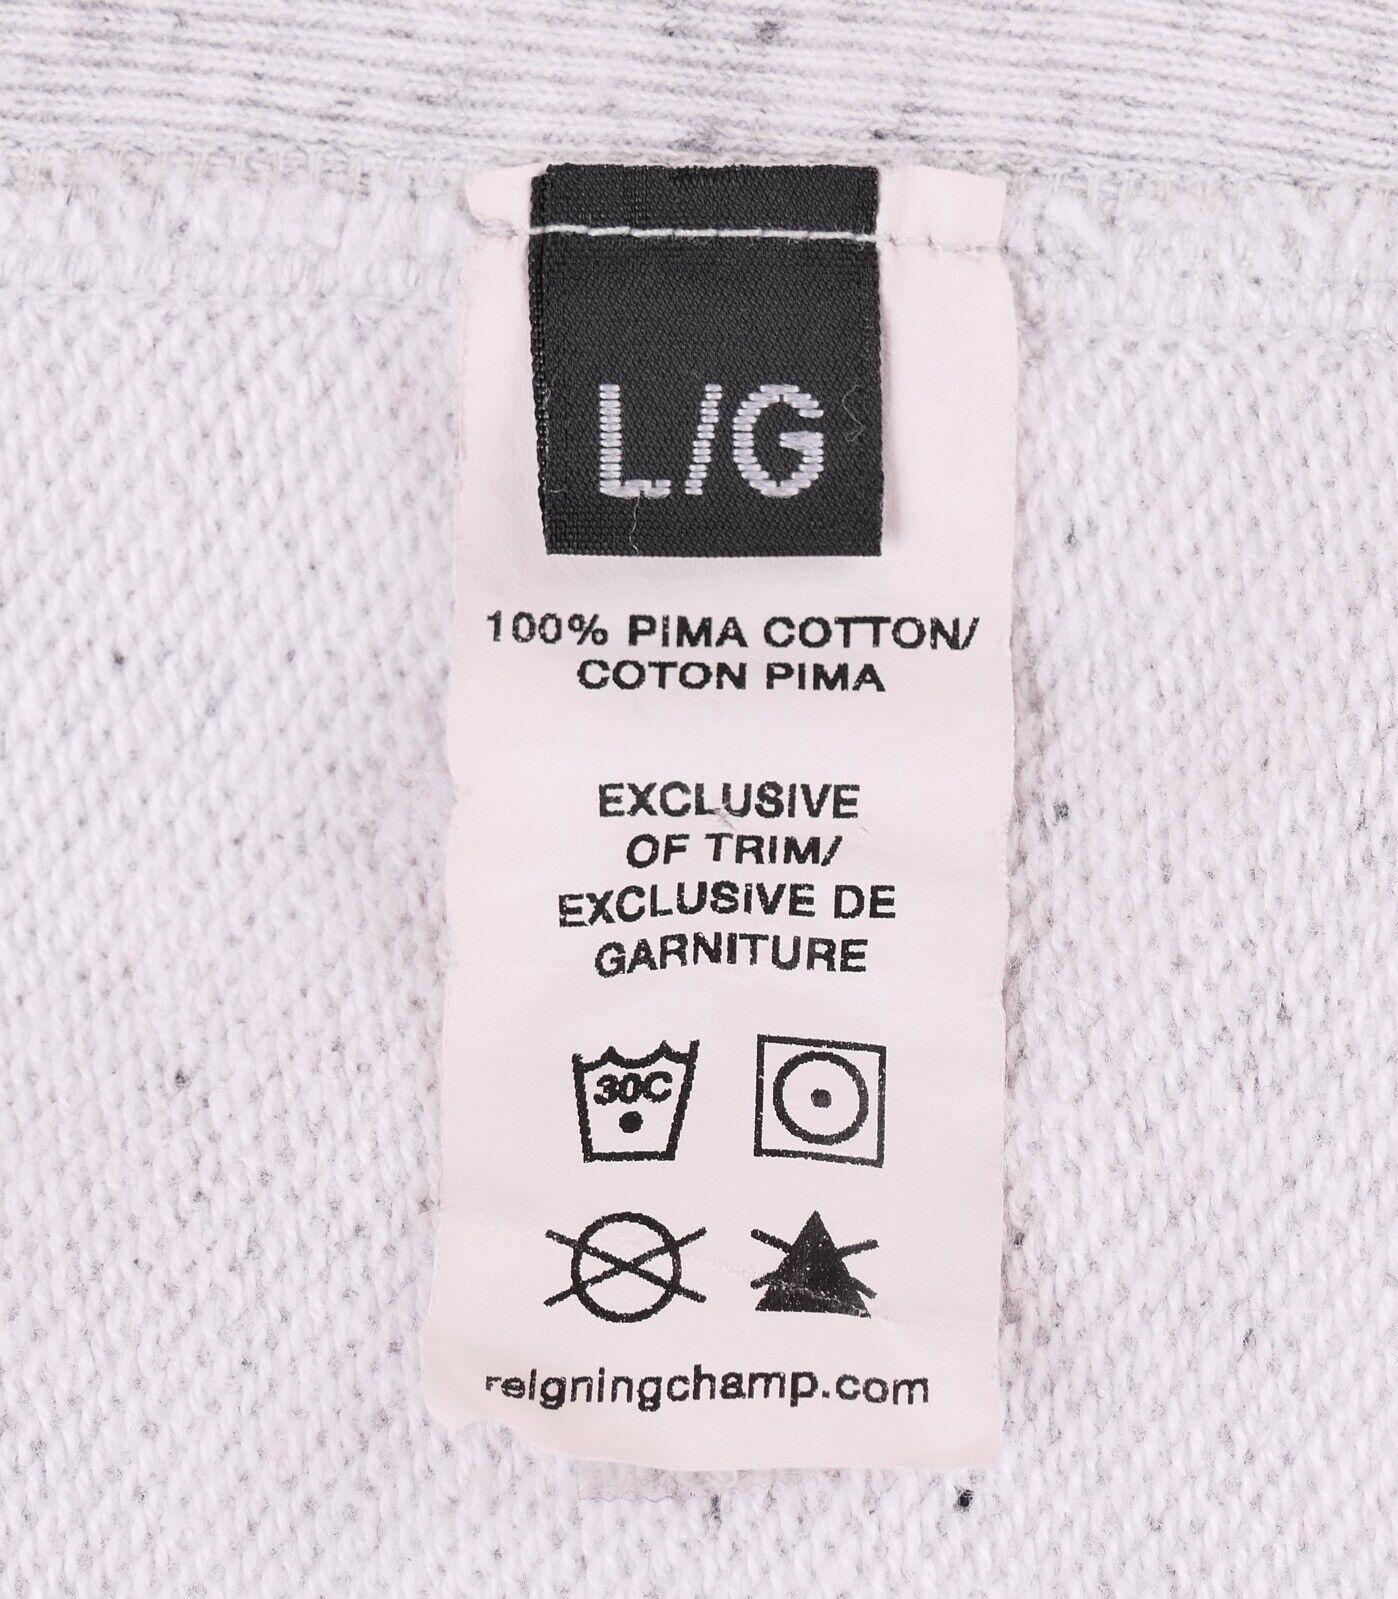 L/G
100% PIMA COTTON/
COTON PIMA
EXCLUSIVE
OF TRIM/
EXCLUSIVE DE
GARNITURE
30C
reigningchamp.com